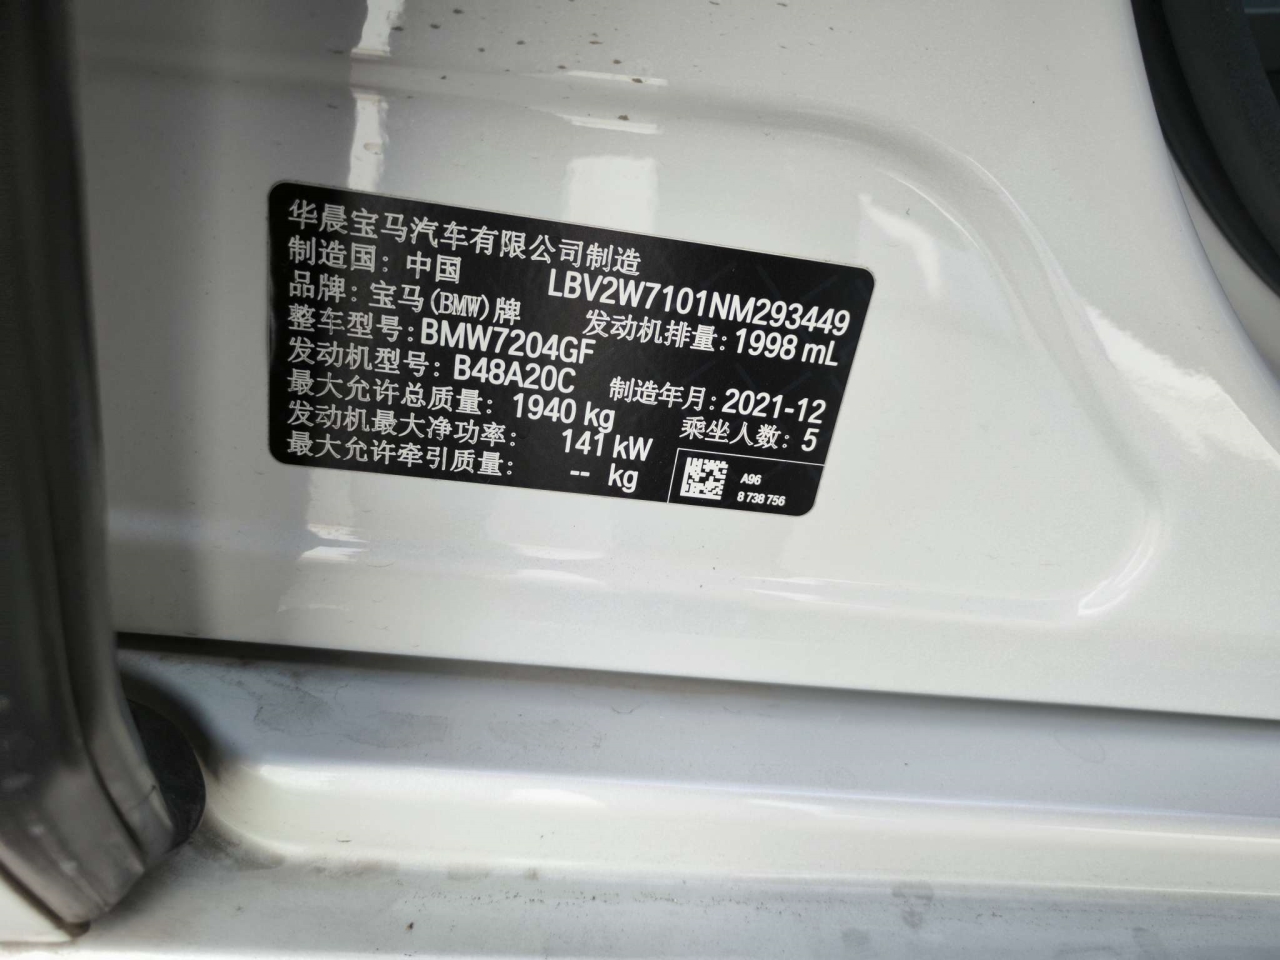 华晨宝马汽车有限公司制造
制造国：中国 LBV2W7101NM293449
品牌：宝马(BMW)牌 发动机排量：1998 mL
整车型号：BMW7204GF
发动机型号：B48A20C 制造年月：2021-12
最大允许总质量：1940 kg 乘坐人数：5
发动机最大净功率：141 kW
最大允许牵引质量：-- kg
A96
8 738 756